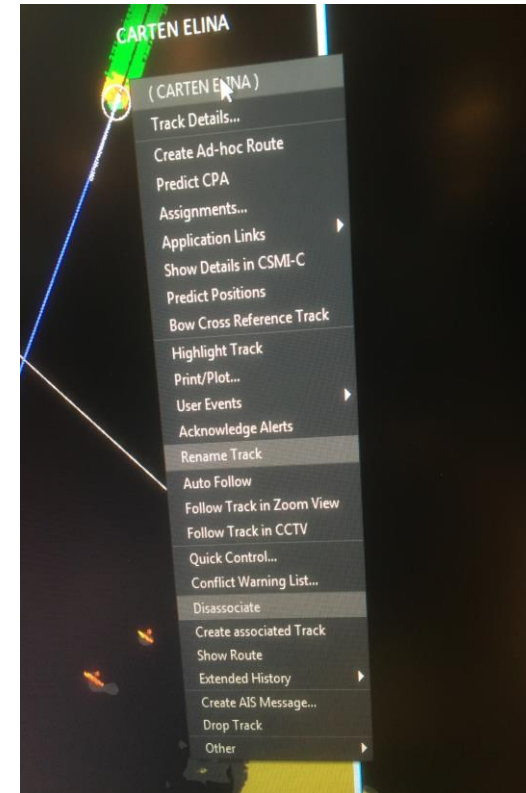 CARTEN ELINA
( CARTEN ELINA )
Track Details...
Create Ad-hoc Route
Predict CPA
Assignments...
Application Links
Show Details in CSMI-C
Predict Positions
Bow Cross Reference Track
Highlight Track
Print/Plot...
User Events
Acknowledge Alerts
Rename Track
Auto Follow
Follow Track in Zoom View
Follow Track in CCTV
Quick Control...
Conflict Warning List...
Disassociate
Create associated Track
Show Route
Extended History
Create AIS Message...
Drop Track
Other